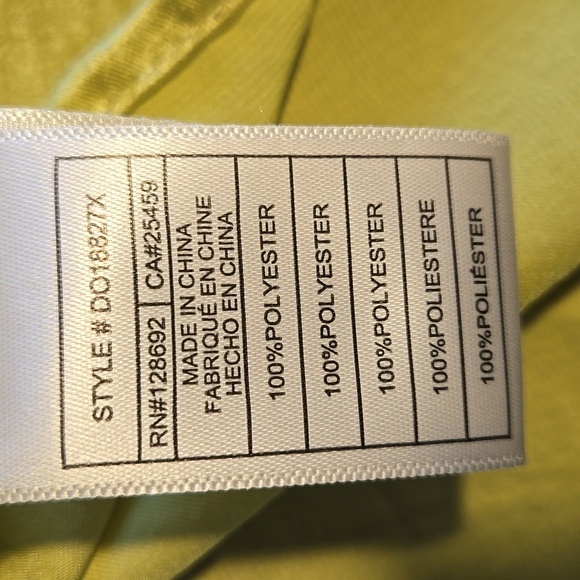 STYLE # DO18827X
RN#128692 CA#25459
MADE IN CHINA
FABRIQUÉ EN CHINE
HECHO EN CHINA
100%POLYESTER
100%POLYESTER
100%POLYESTER
100%POLIESTERE
100%POLIÉSTER